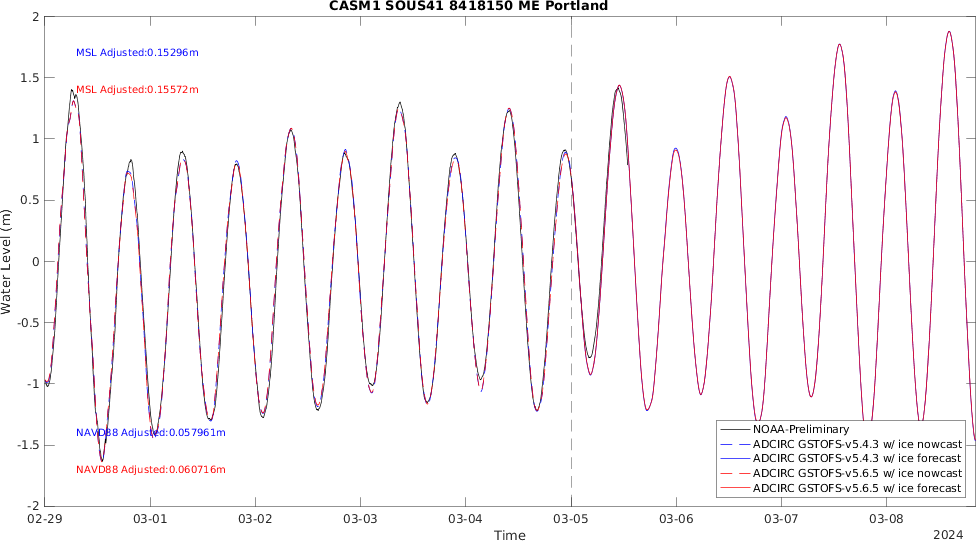 CASM1 SOUS41 8418150 ME Portland
MSL Adjusted:0.15296m
MSL Adjusted:0.15572m
NAVD88 Adjusted:0.057961m
NAVD88 Adjusted:0.060716m
Water Level (m)
2
1.5
1
0.5
0
-0.5
-1
-1.5
-2
02-29
03-01
03-02
03-03
03-04
03-05
03-06
03-07
03-08
Time
2024
NOAA-Preliminary
ADCIRC GSTOFS-v5.4.3 w/ ice nowcast
ADCIRC GSTOFS-v5.4.3 w/ ice forecast
ADCIRC GSTOFS-v5.6.5 w/ ice nowcast
ADCIRC GSTOFS-v5.6.5 w/ ice forecast